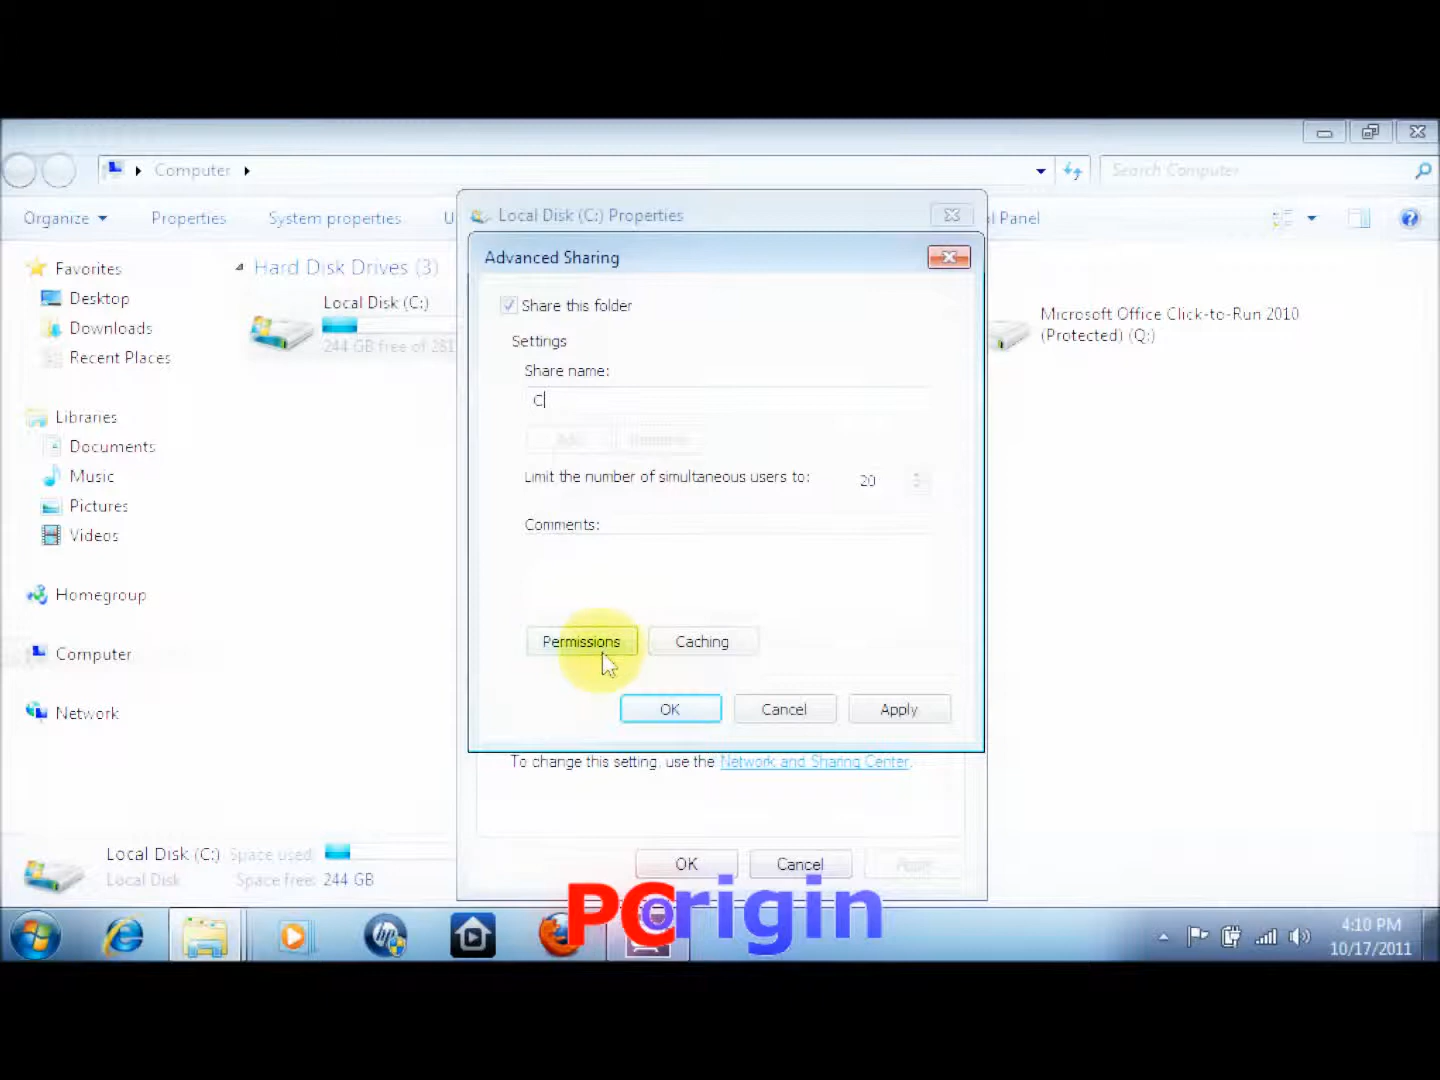 Computer
Search Computer
Organize
Properties
System properties
Panel
Local Disk (C:) Properties
Advanced Sharing
Share this folder
Settings
Share name:
C
Limit the number of simultaneous users to:
20
Comments:
Permissions
Caching
OK
Cancel
Apply
To change this setting, use the Network and Sharing Center.
OK
Cancel
Apply
Favorites
Desktop
Downloads
Recent Places
Libraries
Documents
Music
Pictures
Videos
Homegroup
Computer
Network
Hard Disk Drives (3)
Local Disk (C:)
244 GB free of 281
Microsoft Office Click-to-Run 2010
(Protected) (Q:)
Local Disk (C:) Space used:
Local Disk Space free: 244 GB
PCorigin
4:10 PM
10/17/2011